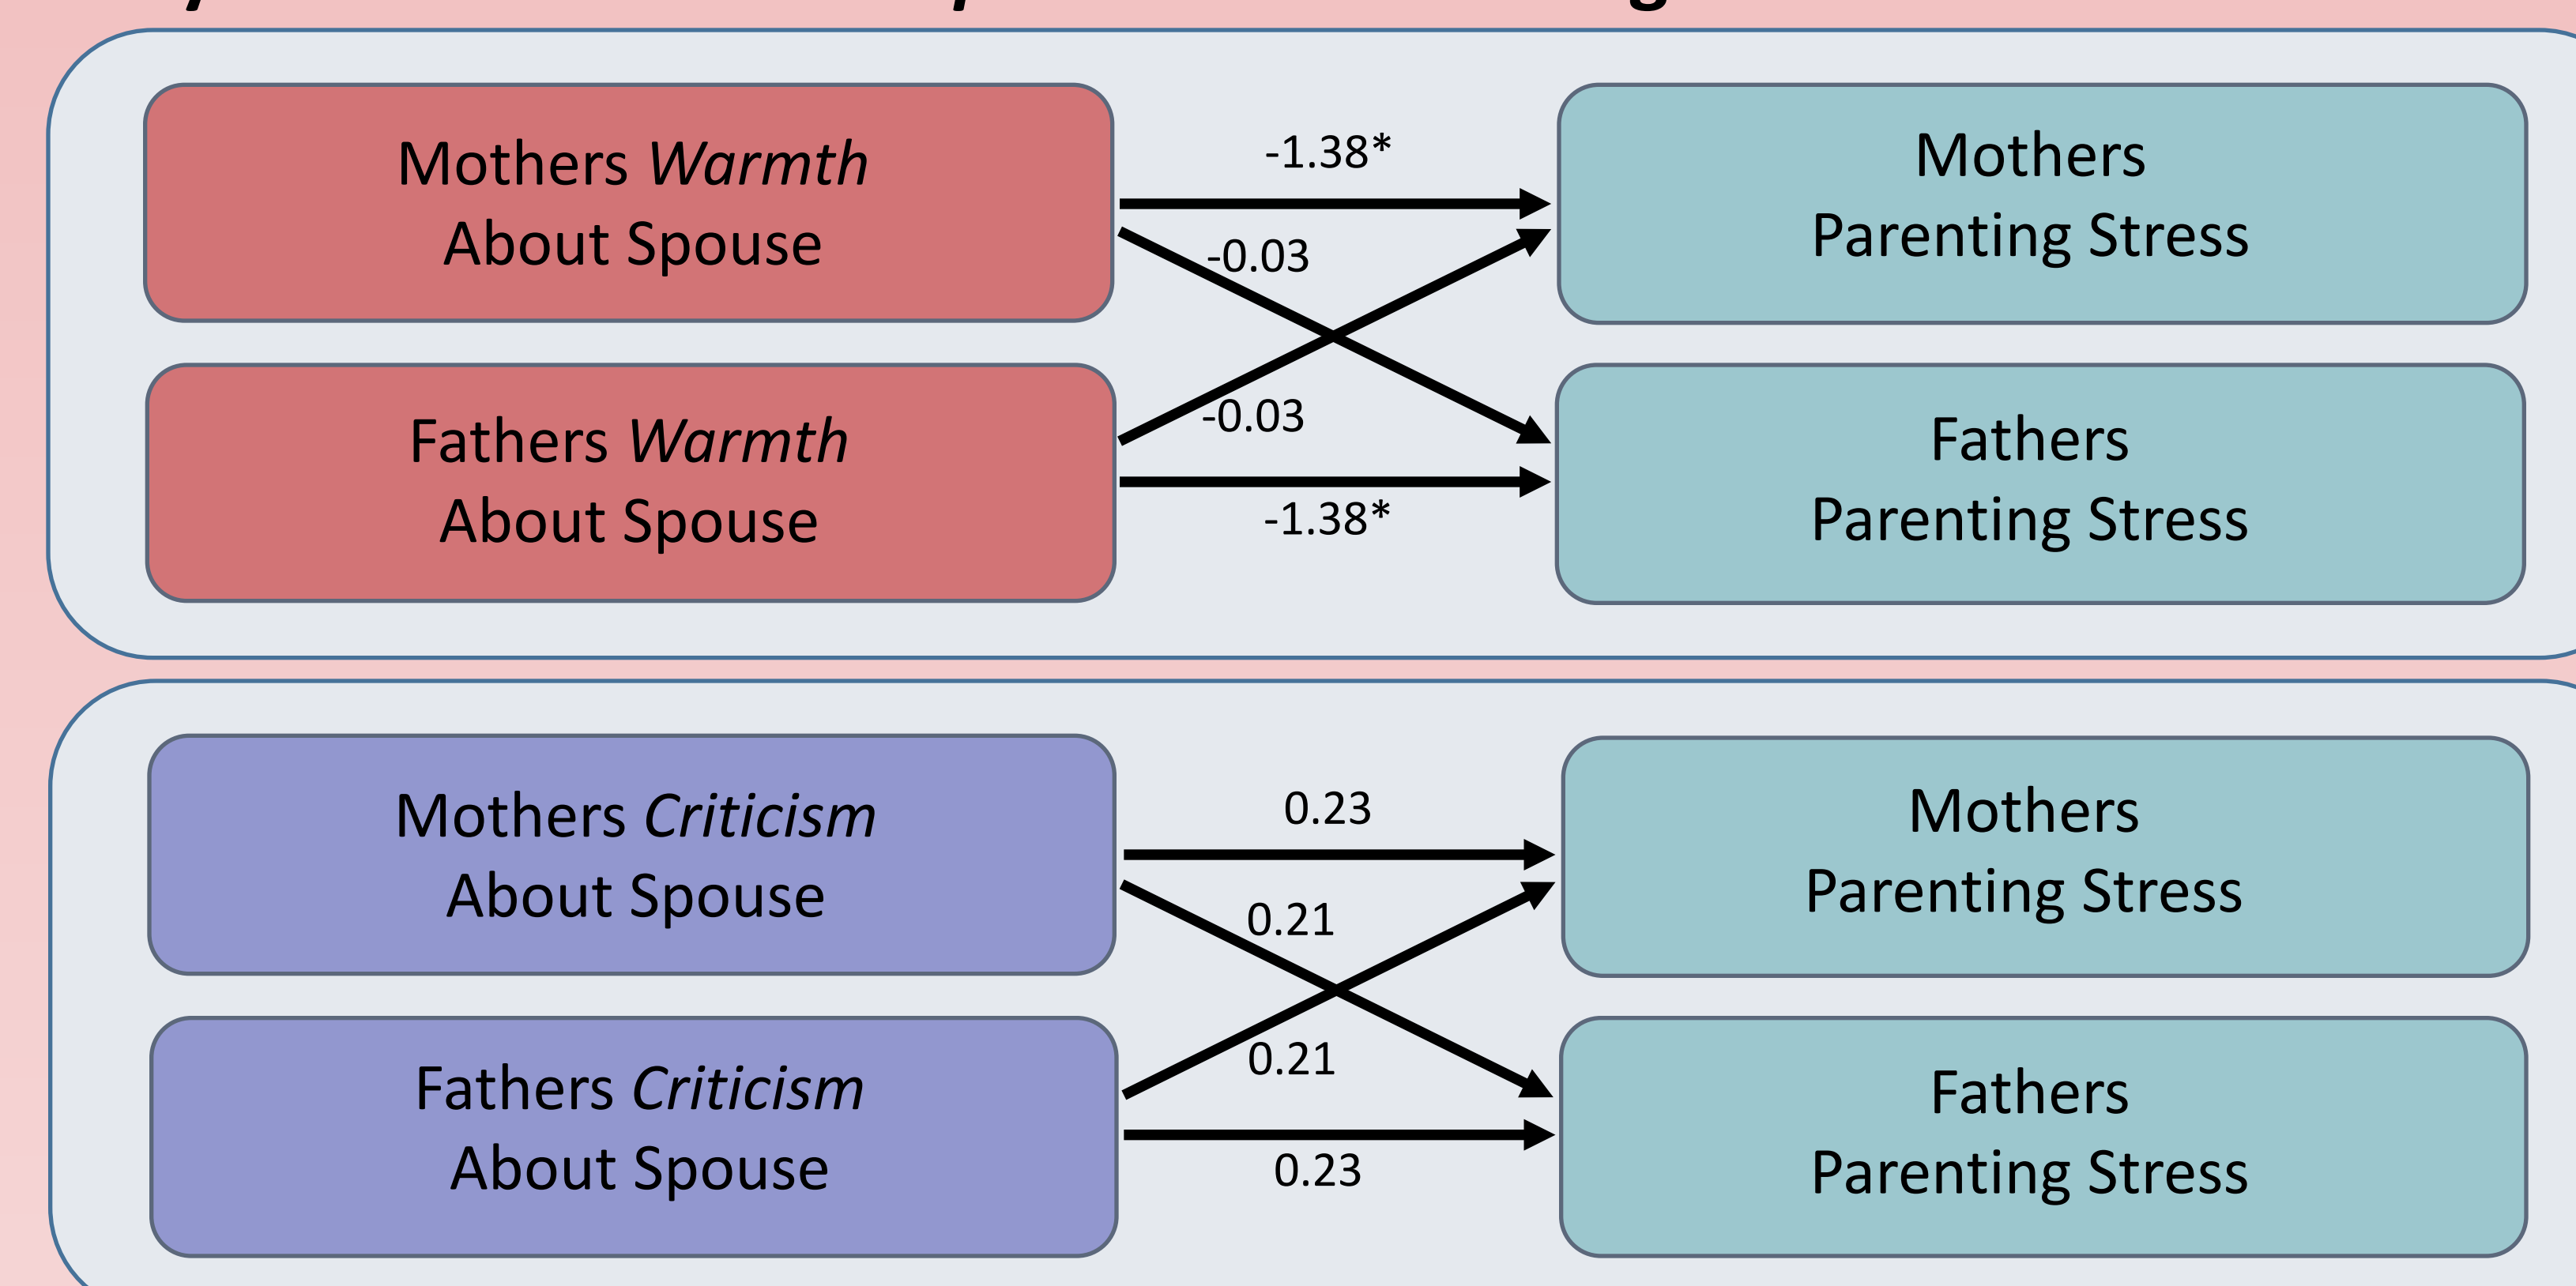 Mothers Warmth
About Spouse
-1.38*
Mothers
Parenting Stress
-0.03
Fathers Warmth
About Spouse
-0.03
-1.38*
Fathers
Parenting Stress
Mothers Criticism
About Spouse
0.23
Mothers
Parenting Stress
0.21
Fathers Criticism
About Spouse
0.21
0.23
Fathers
Parenting Stress